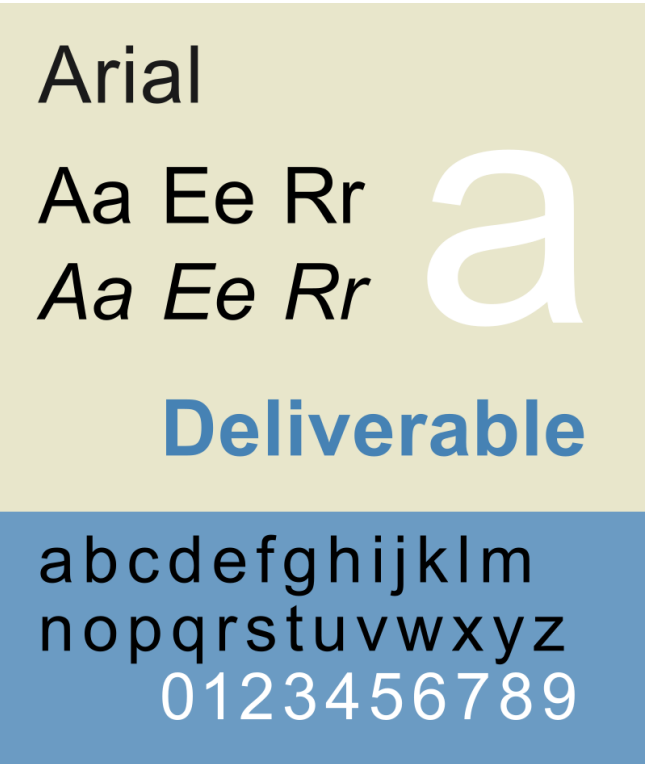 Arial
Aa Ee Rr
a
Aa Ee Rr
Deliverable
abcdefghijklm
nopqrstuvwxyz
0123456789